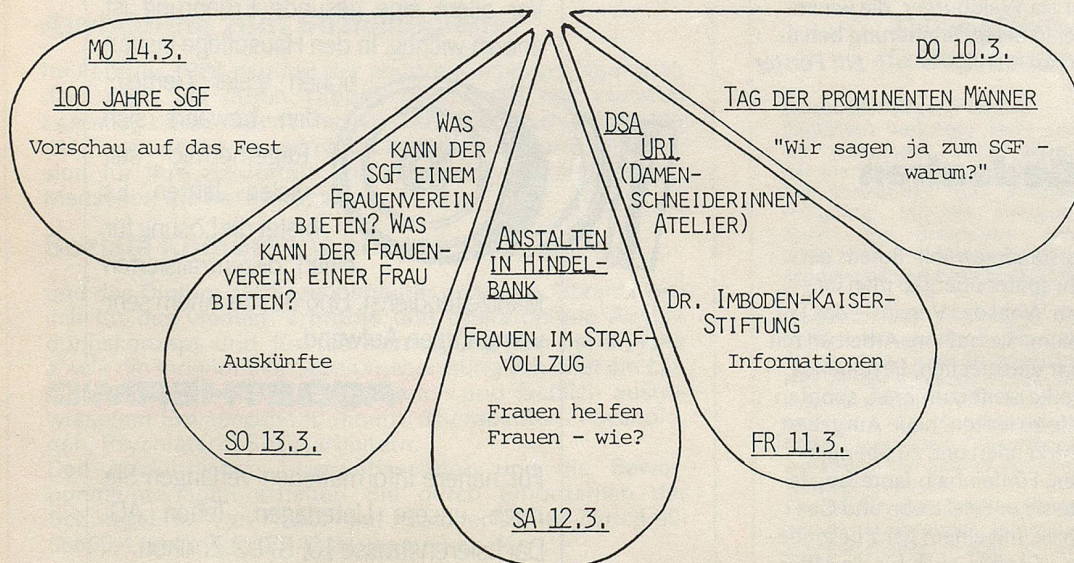 MO 14.3.
100 JAHRE SGF
Vorschau auf das Fest
WAS
KANN DER
SGF EINEM
FRAUENVEREIN
BIETEN? WAS
KANN DER FRAUEN-
VEREIN EINER FRAU
BIETEN?
Auskünfte
SO 13.3.
ANSTALTEN
IN HINDEL-
BANK
FRAUEN IM STRAF-
VOLLZUG
Frauen helfen
Frauen - wie?
SA 12.3.
DSA
URI
(DAMEN-
SCHNEIDERINNEN-
ATELIER)
DR. IMBODEN-KAISER-
STIFTUNG
Informationen
FR 11.3.
DO 10.3.
TAG DER PROMINENTEN MÄNNER
"Wir sagen ja zum SGF -
warum?"